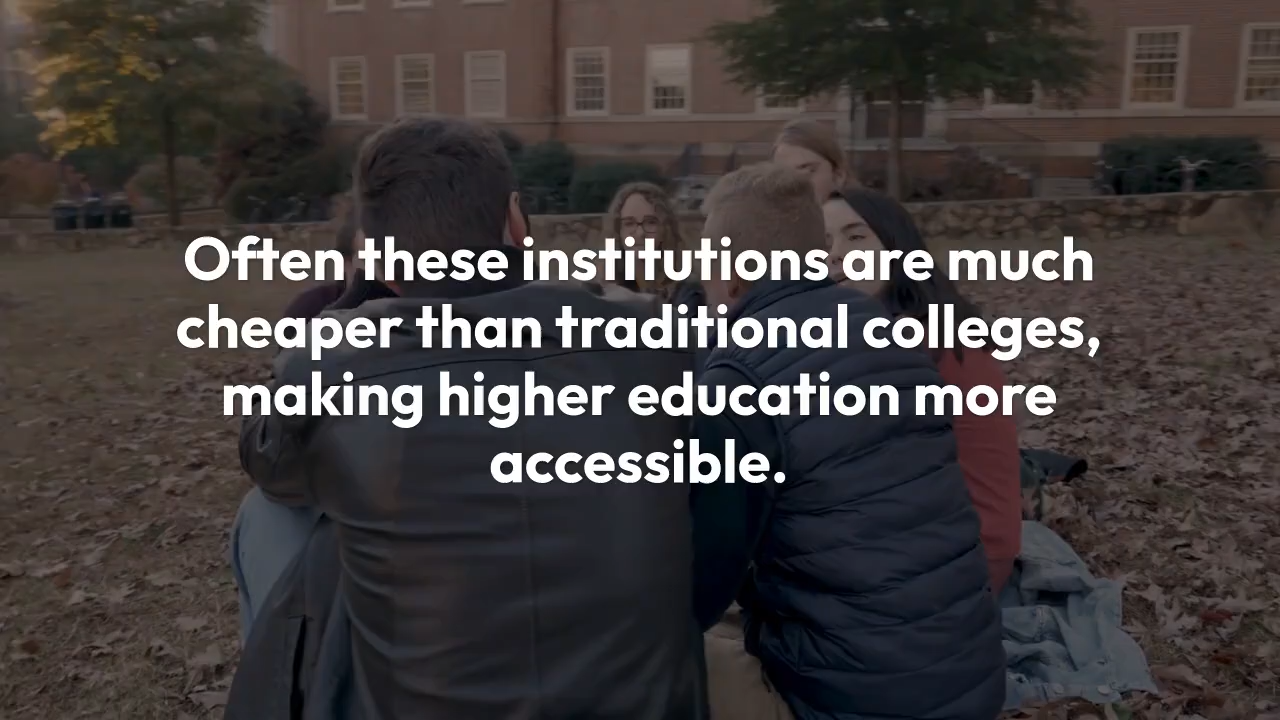 Often these institutions are much
cheaper than traditional colleges,
making higher education more
accessible.